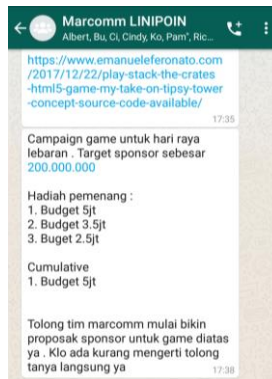 Marcomm LINIPOIN
Albert, Bu, Ci, Cindy, Ko, Pam", Ric...
https://www.emanueleferonato.com
/2017/12/22/play-stack-the-crates
-html5-game-my-take-on-tipsy-tower
-concept-source-code-available/
17:35
Campaign game untuk hari raya
lebaran . Target sponsor sebesar
200.000.000
Hadiah pemenang :
1. Budget 5jt
2. Budget 3.5jt
3. Buget 2.5jt
Cumulative
1. Budget 5jt
Tolong tim marcomm mulai bikin
proposak sponsor untuk game diatas
ya . Klo ada kurang mengerti tolong
tanya langsung ya
17:38